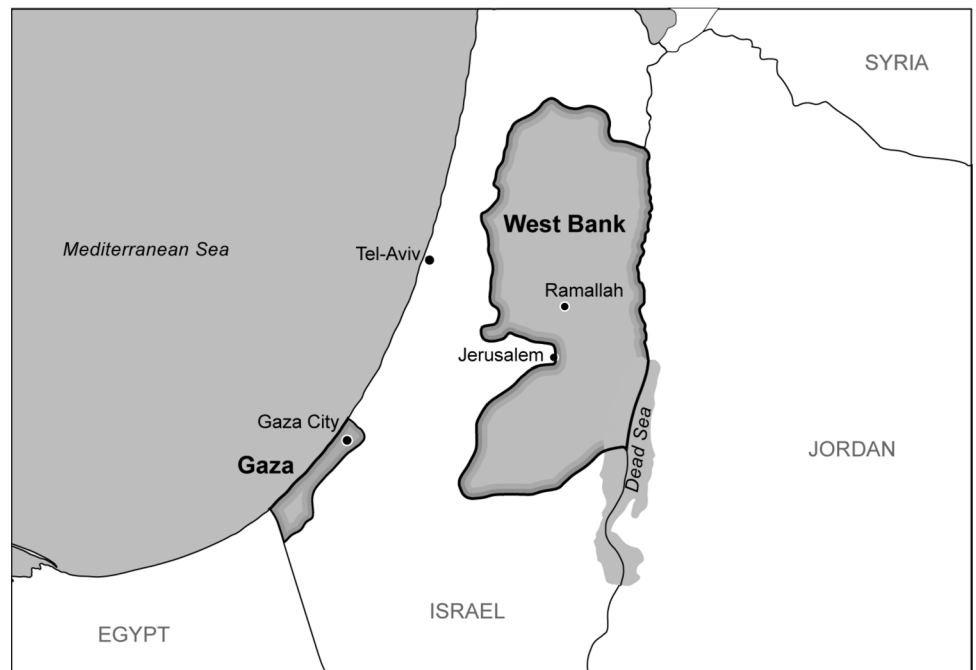 SYRIA
West Bank
Mediterranean Sea
Tel-Aviv
Ramallah
Jerusalem
Gaza City
Dead Sea
JORDAN
Gaza
ISRAEL
EGYPT